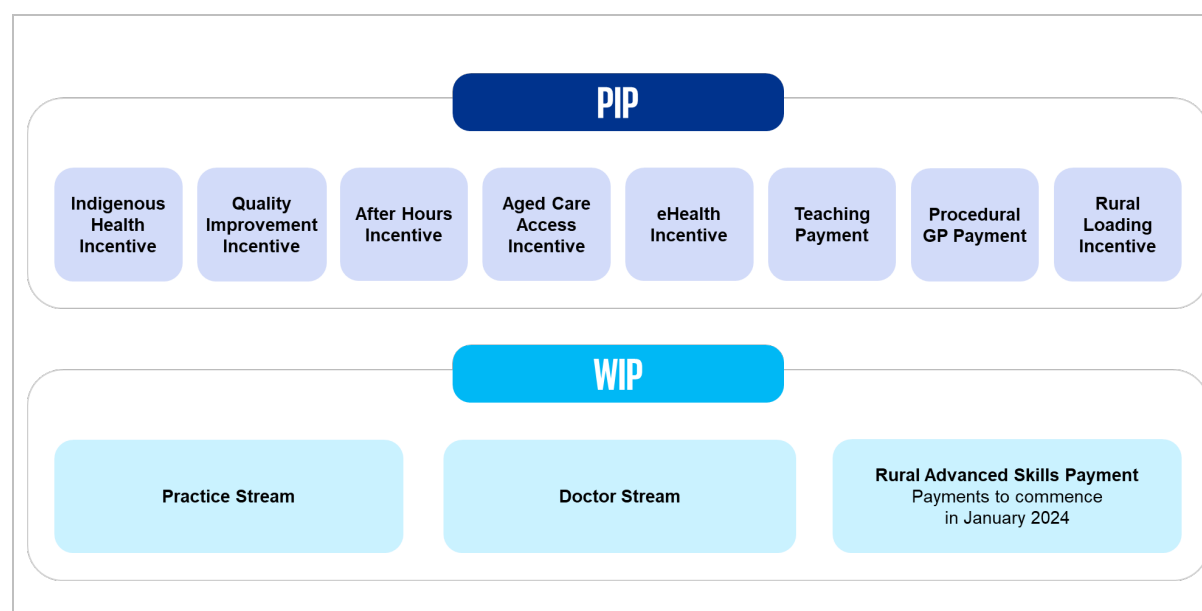 PIP
Indigenous
Health
Incentive
Quality
Improvement
Incentive
After Hours
Incentive
Aged Care
Access
Incentive
eHealth
Incentive
Teaching
Payment
Procedural
GP Payment
Rural
Loading
Incentive
WIP
Practice Stream
Doctor Stream
Rural Advanced Skills Payment
Payments to commence
in January 2024